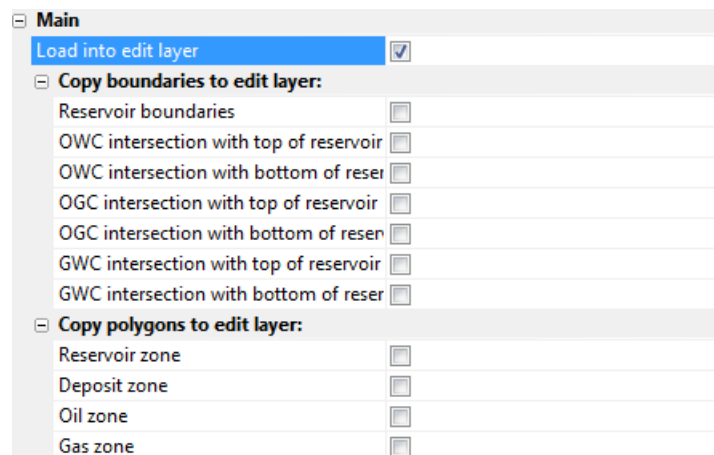 Main
Load into edit layer
Copy boundaries to edit layer:
Reservoir boundaries
OWC intersection with top of reservoir
OWC intersection with bottom of reser
OGC intersection with top of reservoir
OGC intersection with bottom of reserv
GWC intersection with top of reservoir
GWC intersection with bottom of reser
Copy polygons to edit layer:
Reservoir zone
Deposit zone
Oil zone
Gas zone